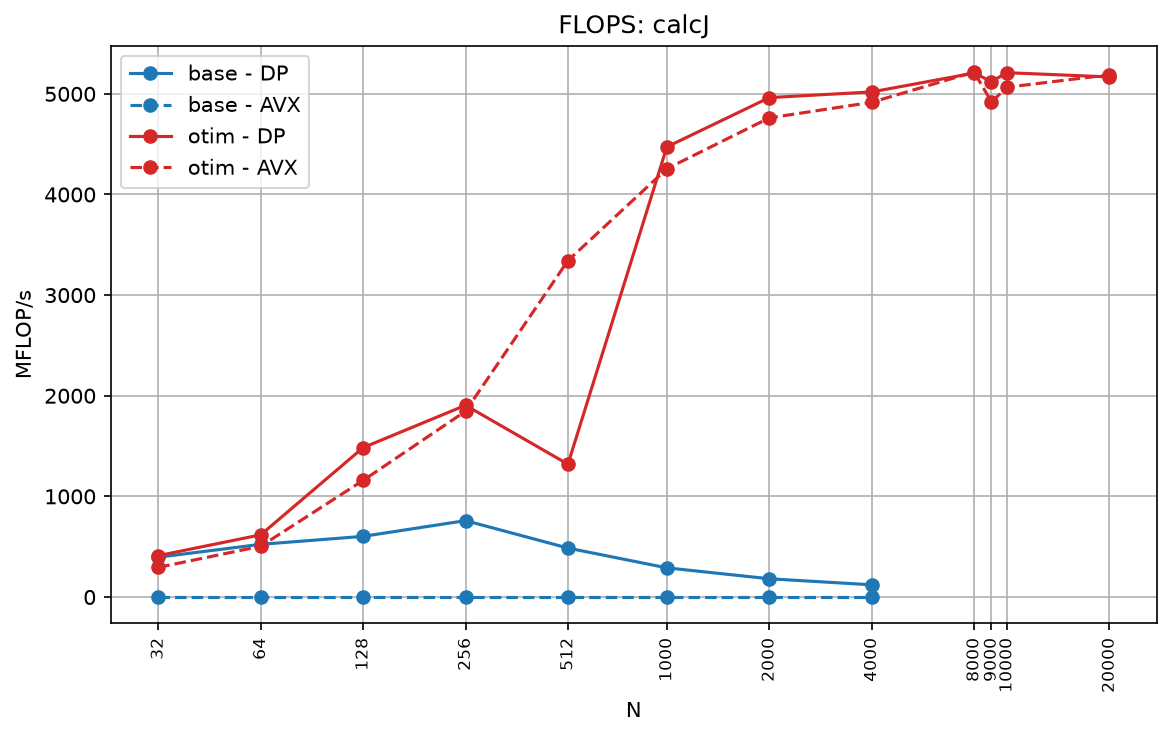 FLOPS: calcJ
base - DP
base - AVX
otim - DP
otim - AVX
MFLOP/s
5000
4000
3000
2000
1000
0
32
64
128
256
512
1000
2000
4000
8000
9000
10000
20000
N